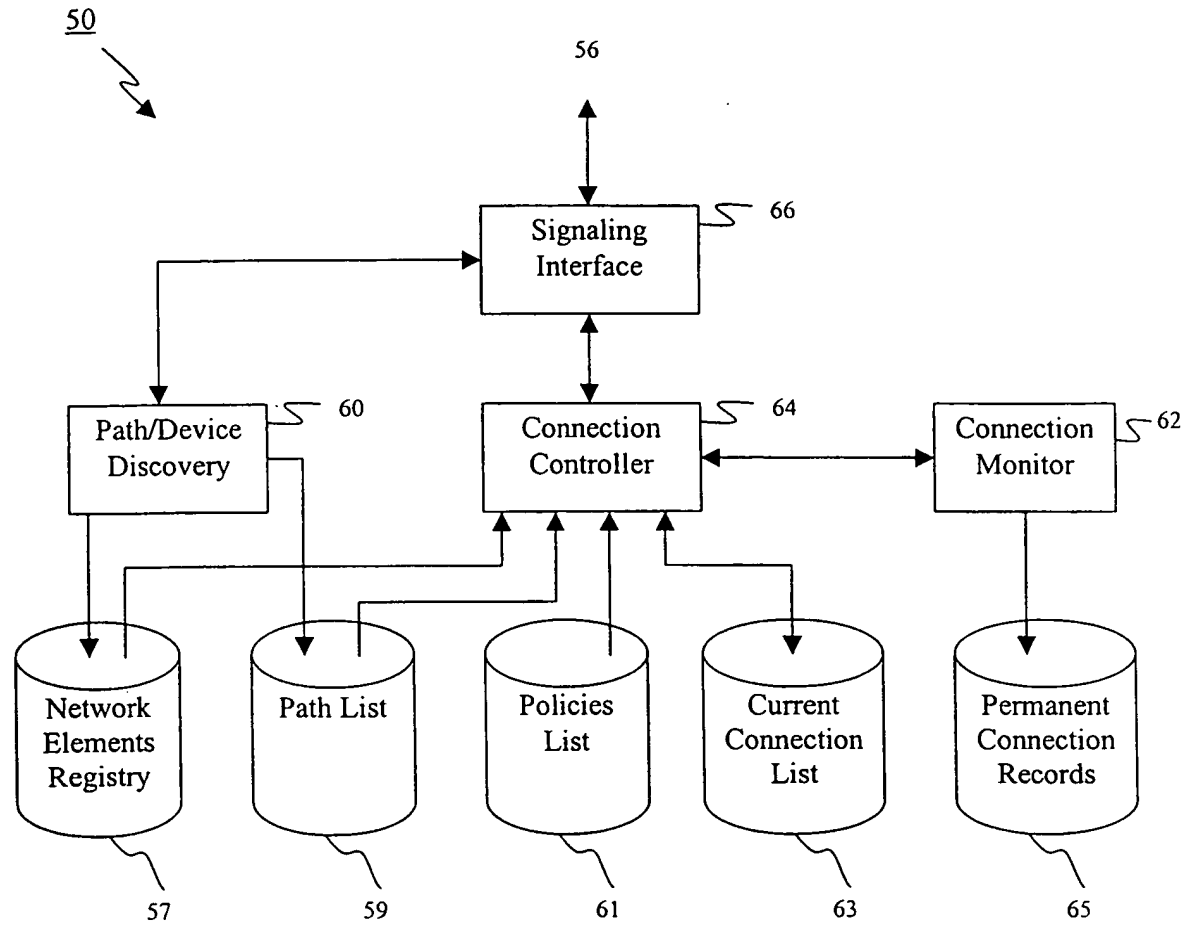 50
56
Signaling
Interface
66
Path/Device
Discovery
60
Connection
Controller
64
Connection
Monitor
62
Network
Elements
Registry
Path List
Policies
List
Current
Connection
List
Permanent
Connection
Records
57
59
61
63
65